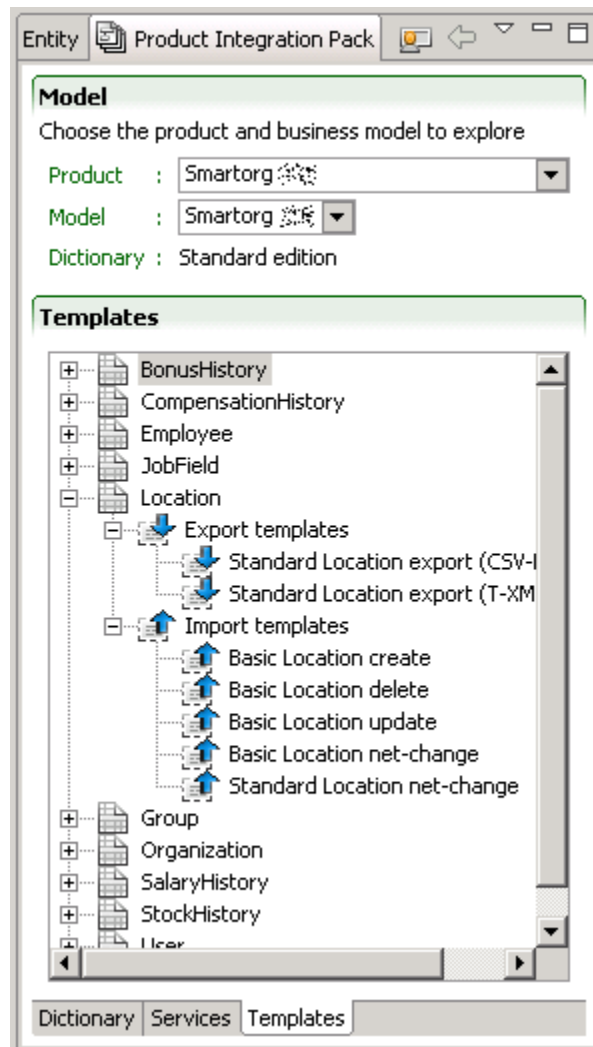 Entity Product Integration Pack
Model
Choose the product and business model to explore
Product : Smartorg
Model : Smartorg
Dictionary : Standard edition
Templates
BonusHistory
CompensationHistory
Employee
JobField
Location
Export templates
Standard Location export (CSV-
Standard Location export (T-XM
Import templates
Basic Location create
Basic Location delete
Basic Location update
Basic Location net-change
Standard Location net-change
Group
Organization
SalaryHistory
StockHistory
User
Dictionary Services Templates